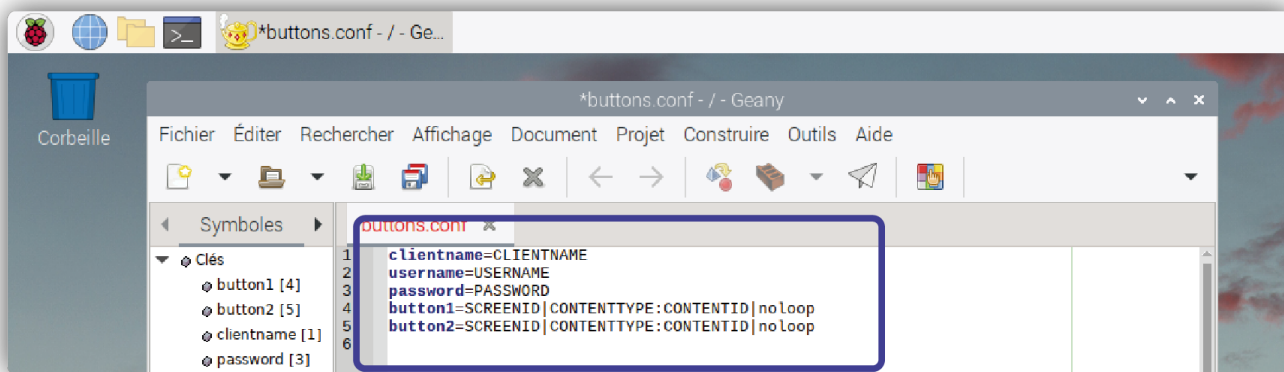 *buttons.conf - / - Ge...
*buttons.conf - / - Geany
Corbeille
Fichier Éditer Rechercher Affichage Document Projet Construire Outils Aide
Symboles
buttons.conf
Clés
button1 [4]
button2 [5]
clientname [1]
password [3]
1 clientname=CLIENTNAME
2 username=USERNAME
3 password=PASSWORD
4 button1=SCREENID|CONTENTTYPE:CONTENTID|noloop
5 button2=SCREENID|CONTENTTYPE:CONTENTID|noloop
6